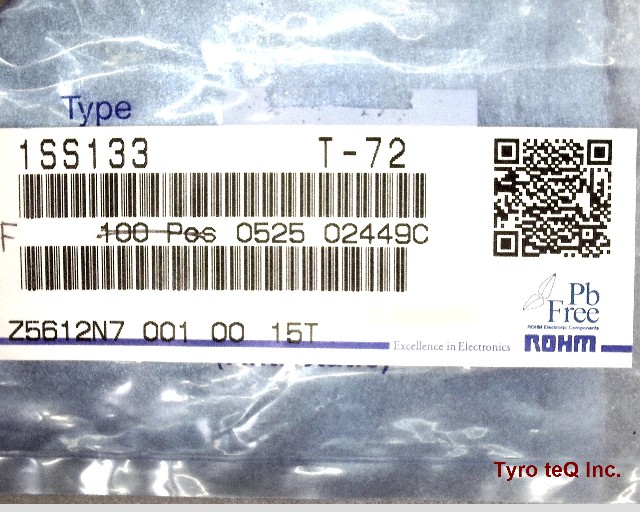 Type
1SS133 T-72
F 100 Pos 0525 02449C
Z5612N7 001 00 15T
Pb
Free
ROHM Electronic Components
Excellence in Electronics ROHM
Tyro teQ Inc.